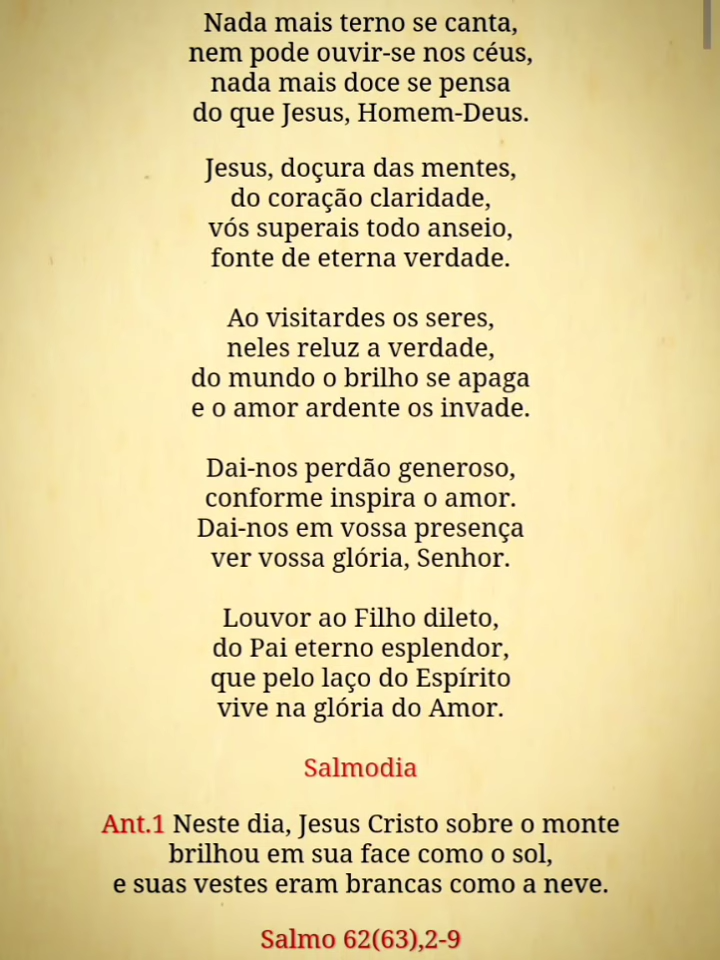 Nada mais terno se canta,
nem pode ouvir-se nos céus,
nada mais doce se pensa
do que Jesus, Homem-Deus.
Jesus, doçura das mentes,
do coração claridade,
vós superais todo anseio,
fonte de eterna verdade.
Ao visitardes os seres,
neles reluz a verdade,
do mundo o brilho se apaga
e o amor ardente os invade.
Dai-nos perdão generoso,
conforme inspira o amor.
Dai-nos em vossa presença
ver vossa glória, Senhor.
Louvor ao Filho dileto,
do Pai eterno esplendor,
que pelo laço do Espírito
vive na glória do Amor.
Salmodia
Ant.1 Neste dia, Jesus Cristo sobre o monte
brilhou em sua face como o sol,
e suas vestes eram brancas como a neve.
Salmo 62(63),2-9